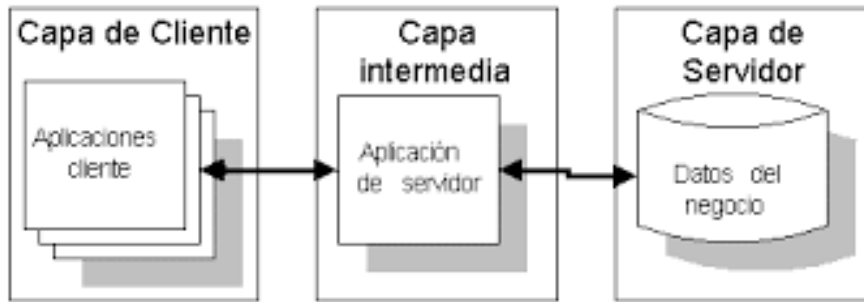 Capa de Cliente
Aplicaciones
cliente
Capa
intermedia
Aplicación
de servidor
Capa de
Servidor
Datos del
negocio